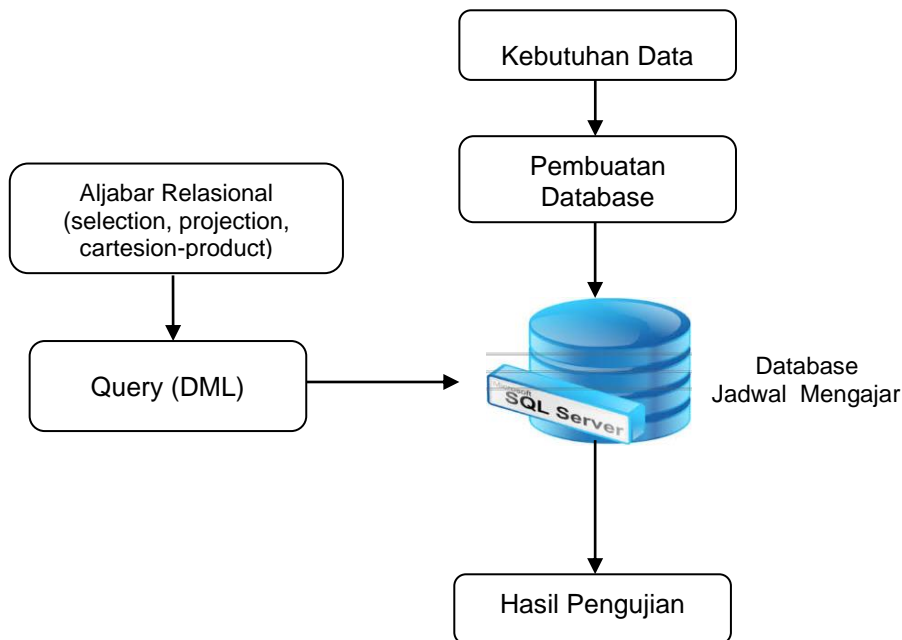 Kebutuhan Data
Pembuatan
Database
Aljabar Relasional
(selection, projection,
cartesion-product)
Query (DML)
Microsoft
SQL Server
Database
Jadwal Mengajar
Hasil Pengujian